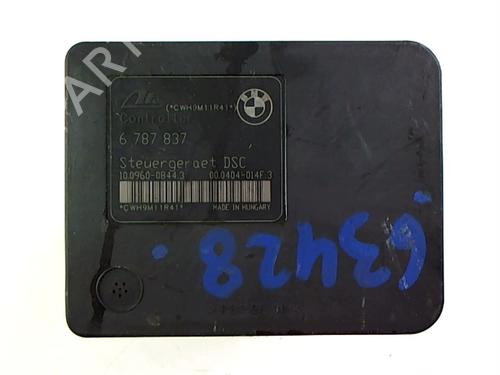 ART
(*CWH9M11R41*)
BMW
Controller
6 787 837
Steuergeraet DSC
10.0960-0844.3 00.0404-014F.3
*CWH9M11R41*
MADE IN HUNGARY
63428.